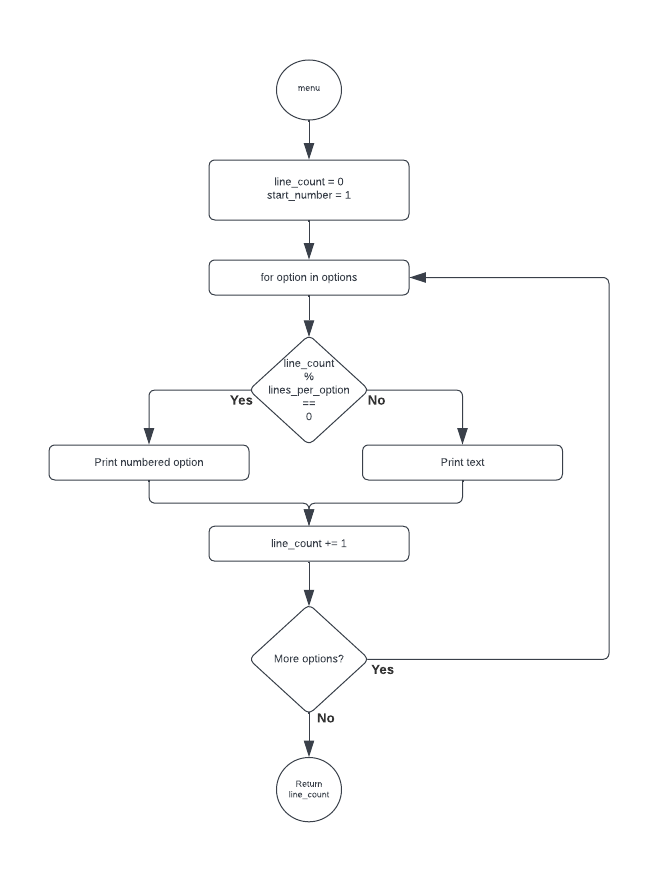 menu
line_count = 0
start_number = 1
for option in options
line_count
%
lines_per_option
==
0
Yes
No
Print numbered option
Print text
line_count += 1
More options?
Yes
No
Return
line_count